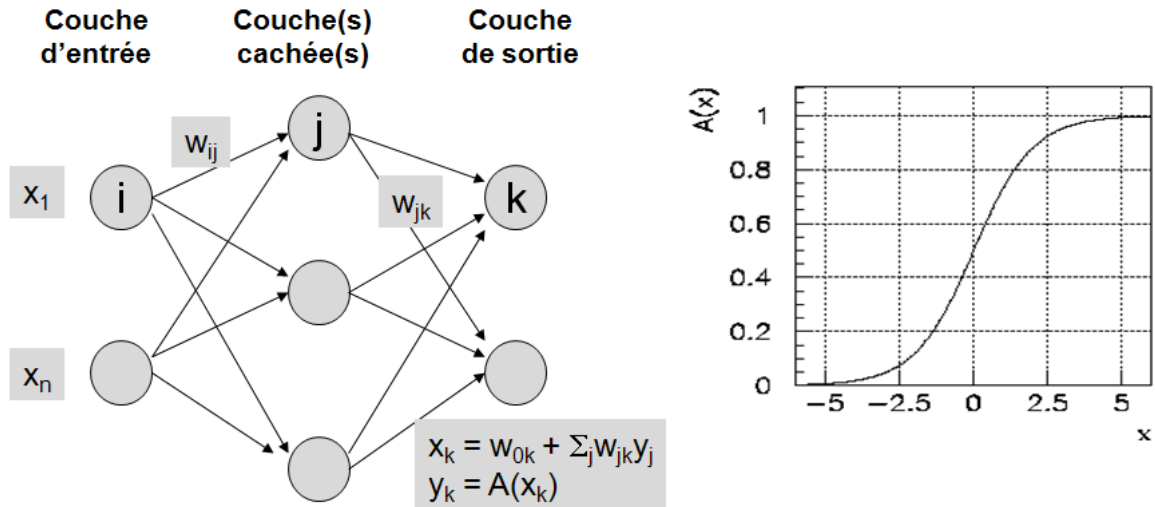 Couche
d'entrée
Couche(s)
cachée(s)
Couche
de sortie
x₁
xₙ
i
wᵢⱼ
j
wⱼₖ
k
xₖ = w₀ₖ + Σⱼwⱼₖyⱼ
yₖ = A(xₖ)
A(x)
1
0.8
0.6
0.4
0.2
0
−5 −2.5 0 2.5 5
x